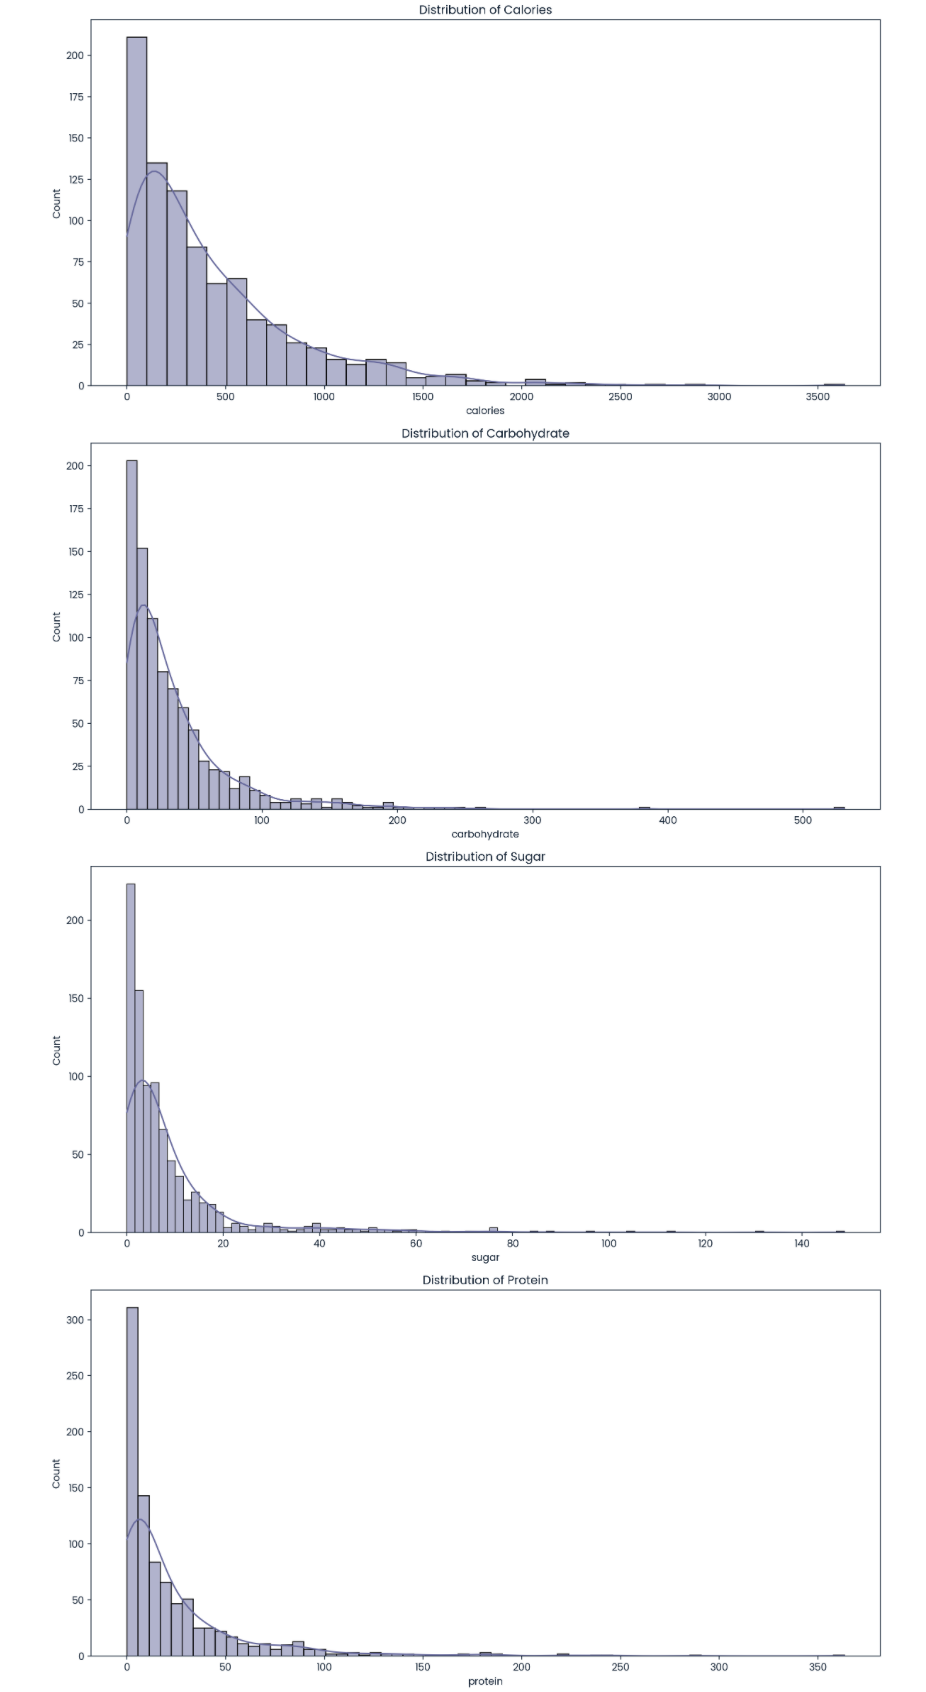 Distribution of Calories
200
175
150
125
100
75
50
25
0
Count
0 500 1000 1500 2000 2500 3000 3500
calories
Distribution of Carbohydrate
200
175
150
125
100
75
50
25
0
Count
0 100 200 300 400 500
carbohydrate
Distribution of Sugar
200
150
100
50
0
Count
0 20 40 60 80 100 120 140
sugar
Distribution of Protein
300
250
200
150
100
50
0
Count
0 50 100 150 200 250 300 350
protein